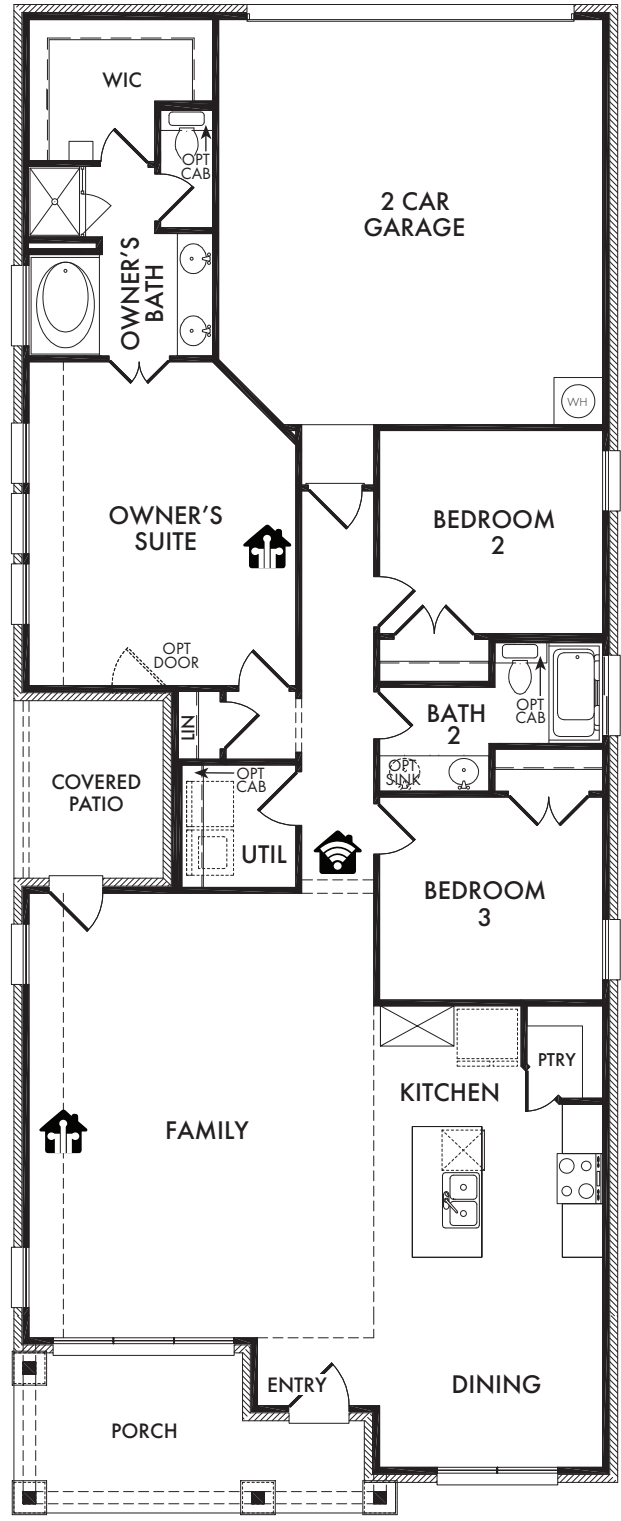 WIC
OPT
CAB
2 CAR
GARAGE
OWNER'S
BATH
WH
OWNER'S
SUITE
BEDROOM
2
OPT
DOOR
LIN
BATH
2
OPT
CAB
OPT
SINK
COVERED
PATIO
OPT
CAB
UTIL
BEDROOM
3
PTRY
KITCHEN
FAMILY
ENTRY
DINING
PORCH